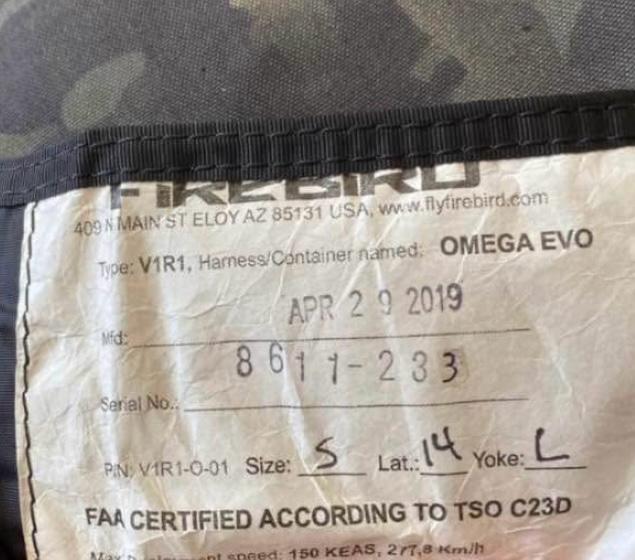 FIREBIRD
409 N MAIN ST ELOY AZ 85131 USA, www.flyfirebird.com
Type: V1R1, Harness/Container named: OMEGA EVO
APR 2 9 2019
Mfd:
8611-233
Serial No.:
P/N: V1R1-O-01 Size: S Lat.: 14 Yoke: L
FAA CERTIFIED ACCORDING TO TSO C23D
speed: 150 KEAS, 277,8 Km/h